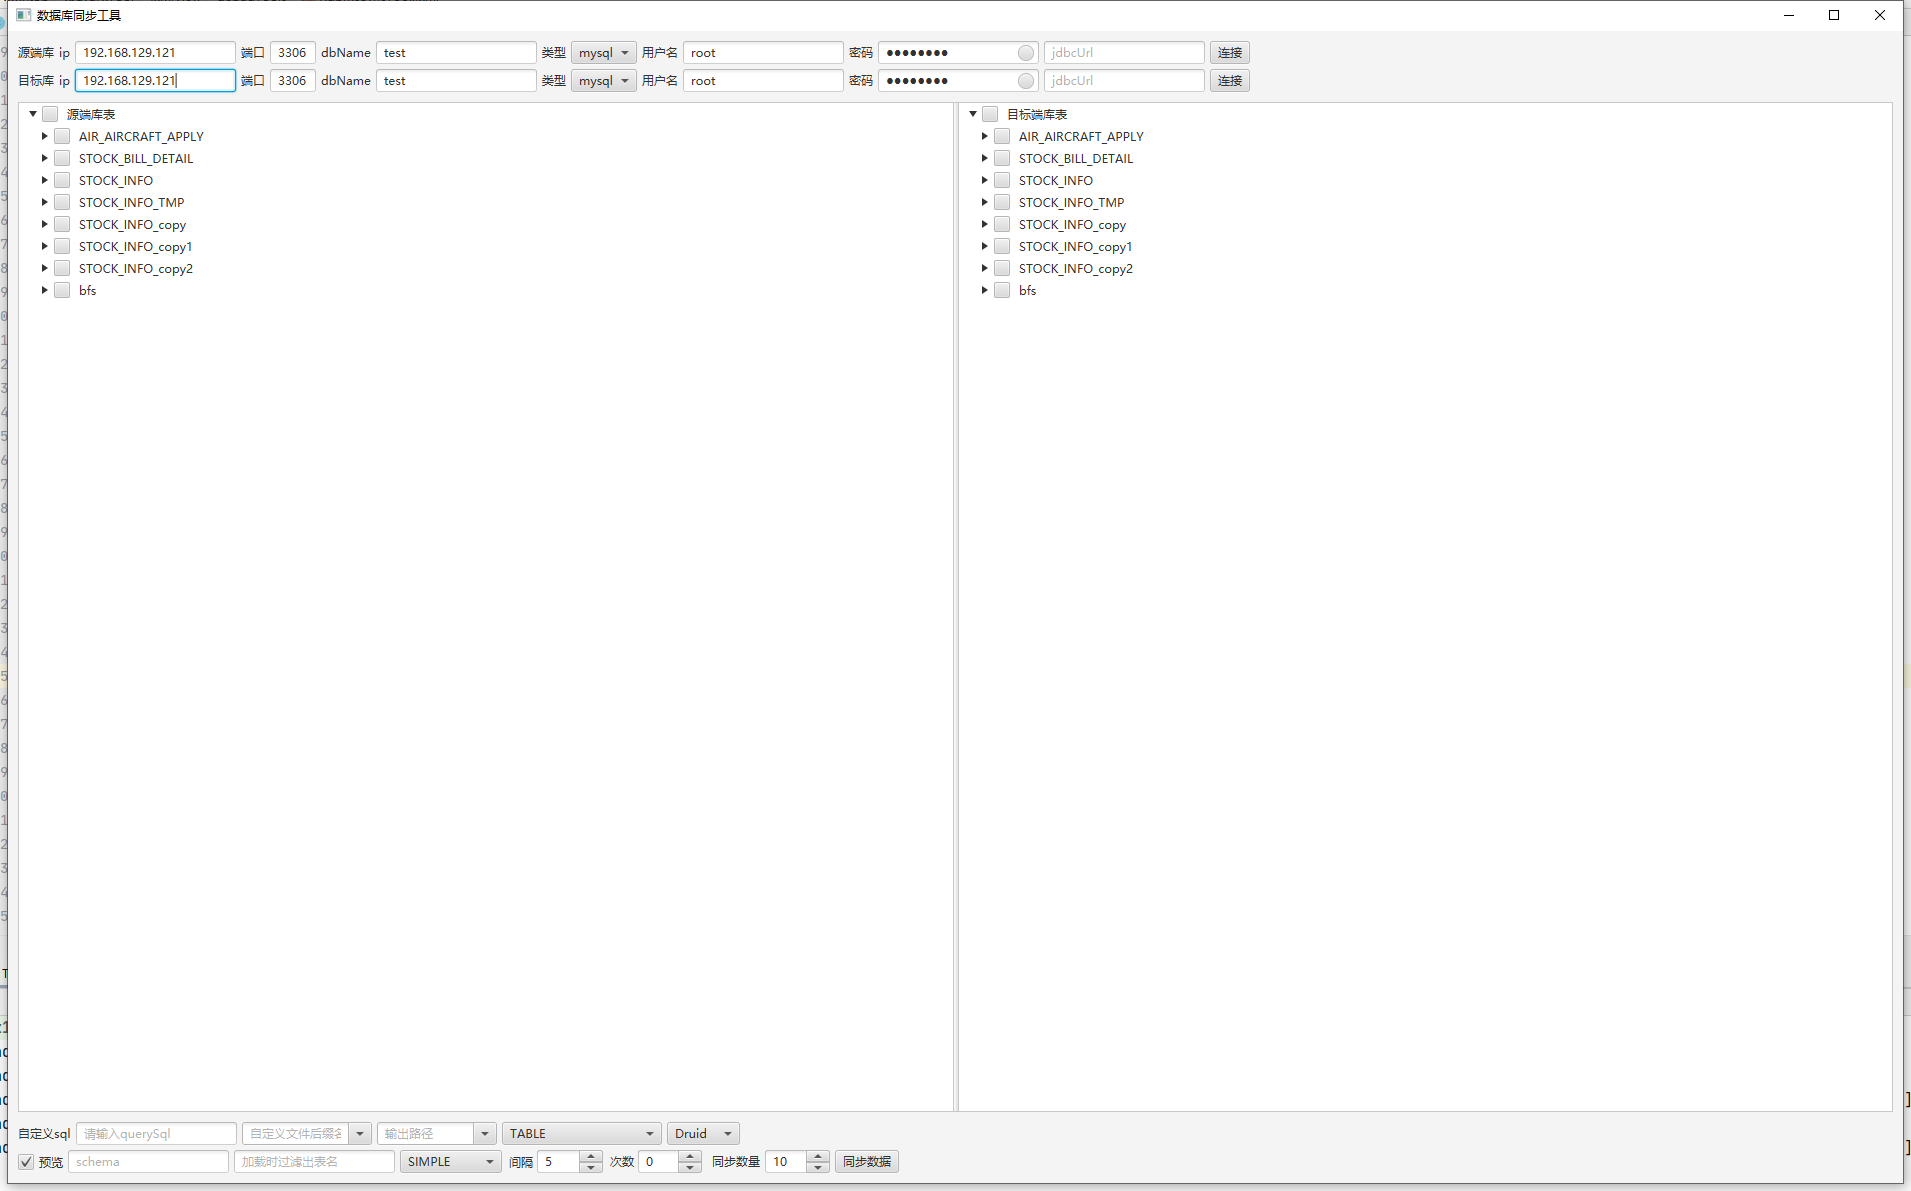 数据库同步工具
源端库 ip 192.168.129.121 端口 3306 dbName test 类型 mysql 用户名 root 密码 ●●●●●●●● jdbcUrl 连接
目标库 ip 192.168.129.121 端口 3306 dbName test 类型 mysql 用户名 root 密码 ●●●●●●●● jdbcUrl 连接
源端库表
AIR_AIRCRAFT_APPLY
STOCK_BILL_DETAIL
STOCK_INFO
STOCK_INFO_TMP
STOCK_INFO_copy
STOCK_INFO_copy1
STOCK_INFO_copy2
bfs
目标端库表
AIR_AIRCRAFT_APPLY
STOCK_BILL_DETAIL
STOCK_INFO
STOCK_INFO_TMP
STOCK_INFO_copy
STOCK_INFO_copy1
STOCK_INFO_copy2
bfs
自定义sql 请输入querySql 自定义文件后缀名 输出路径 TABLE Druid
预览 schema 加载时过滤出表名 SIMPLE 间隔 5 次数 0 同步数量 10 同步数据